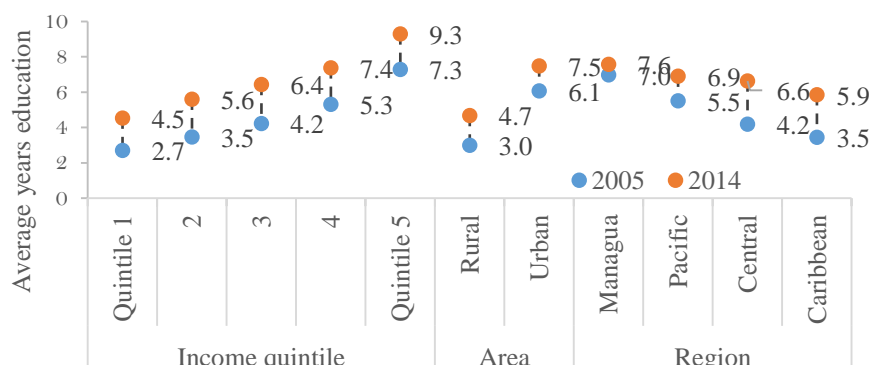 Average years education
10
8
6
4
2
0
4.5
2.7
5.6
3.5
6.4
4.2
7.4
5.3
9.3
7.3
4.7
3.0
7.5
6.1
7.6
7.0
6.9
5.5
6.6
4.2
5.9
3.5
2005
2014
Quintile 1
2
3
4
Quintile 5
Rural
Urban
Managua
Pacific
Central
Caribbean
Income quintile
Area
Region